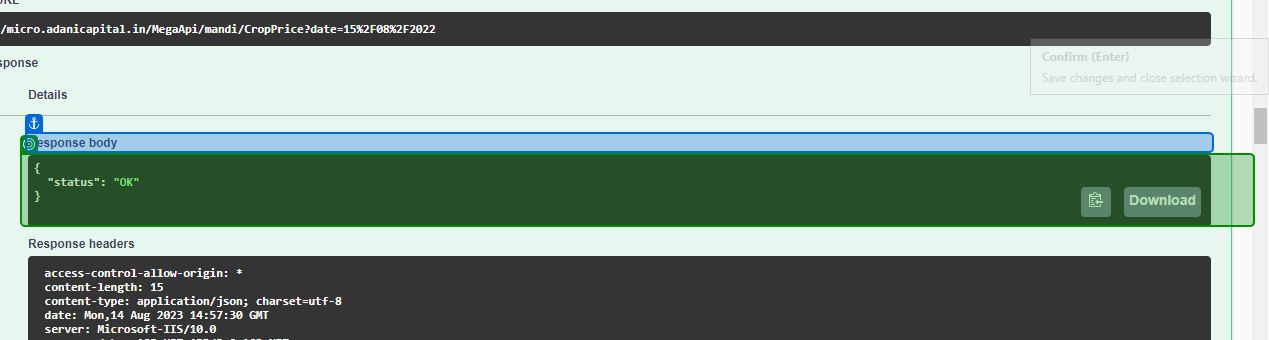 /micro.adanicapital.in/MegaApi/mandi/CropPrice?date=15%2F08%2F2022
Confirm (Enter)
Save changes and close selection wizard.
sponse
Details
esponse body
{
"status": "OK"
}
Download
Response headers
access-control-allow-origin: *
content-length: 15
content-type: application/json; charset=utf-8
date: Mon,14 Aug 2023 14:57:30 GMT
server: Microsoft-IIS/10.0